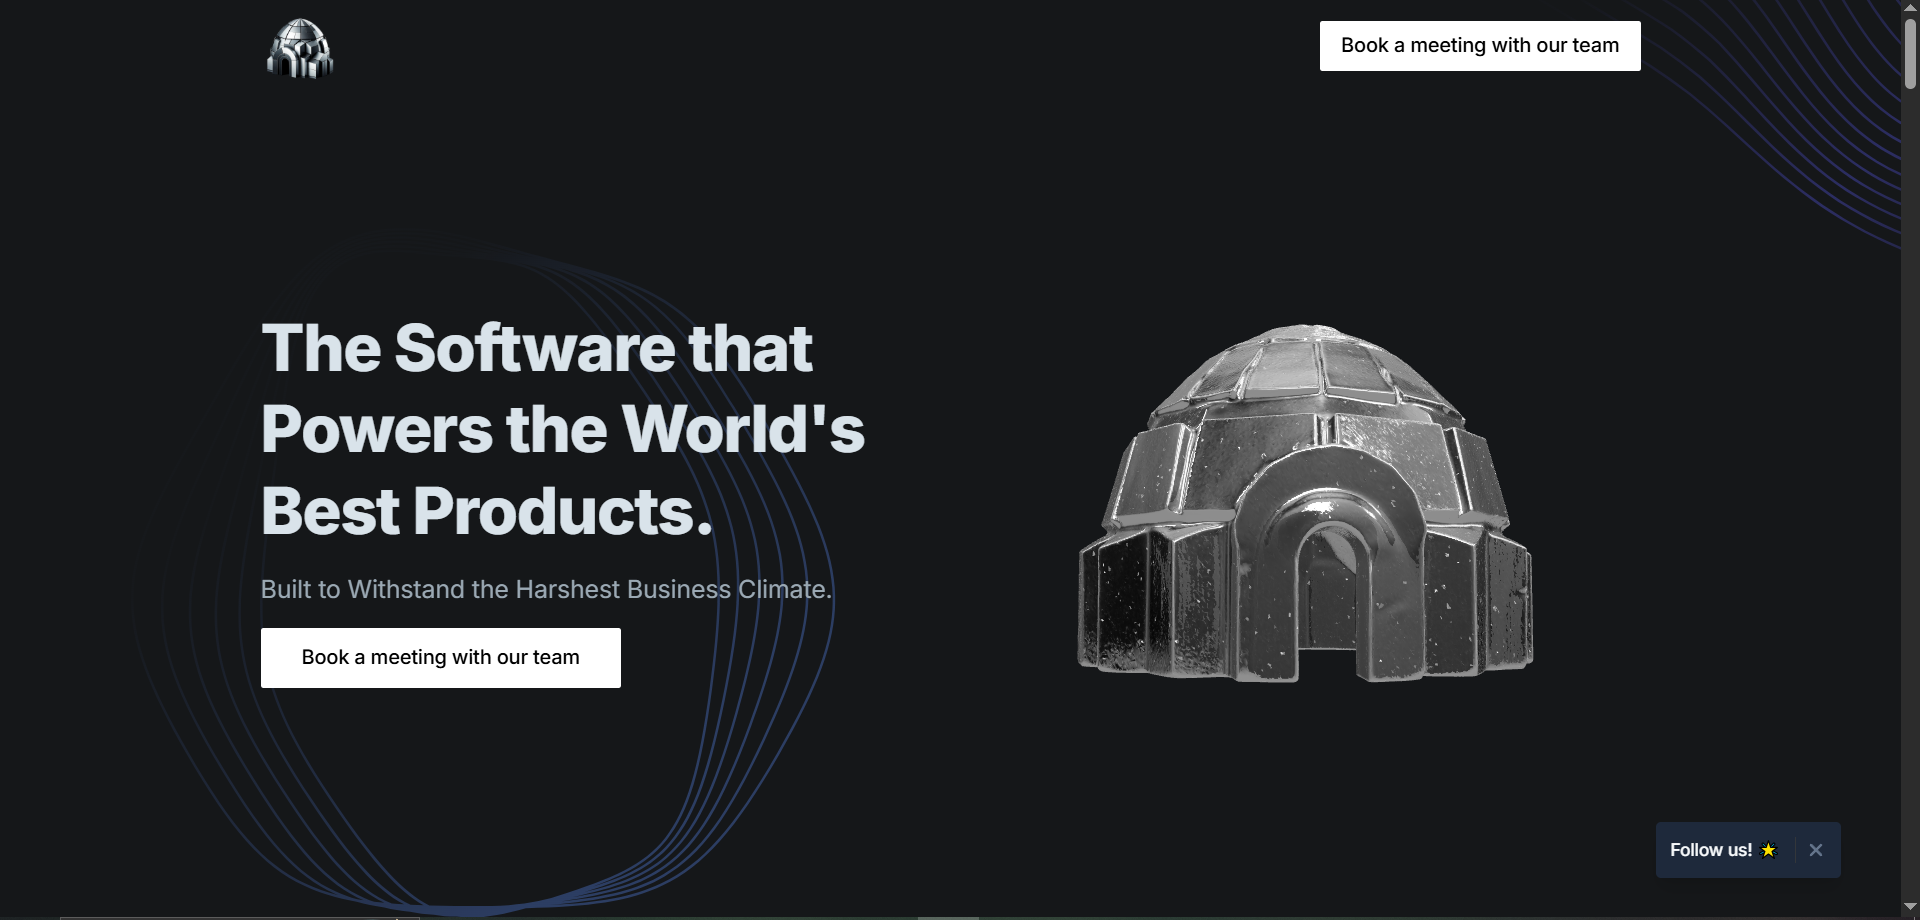 Book a meeting with our team
The Software that
Powers the World's
Best Products.
Built to Withstand the Harshest Business Climate.
Book a meeting with our team
Follow us! ⭐